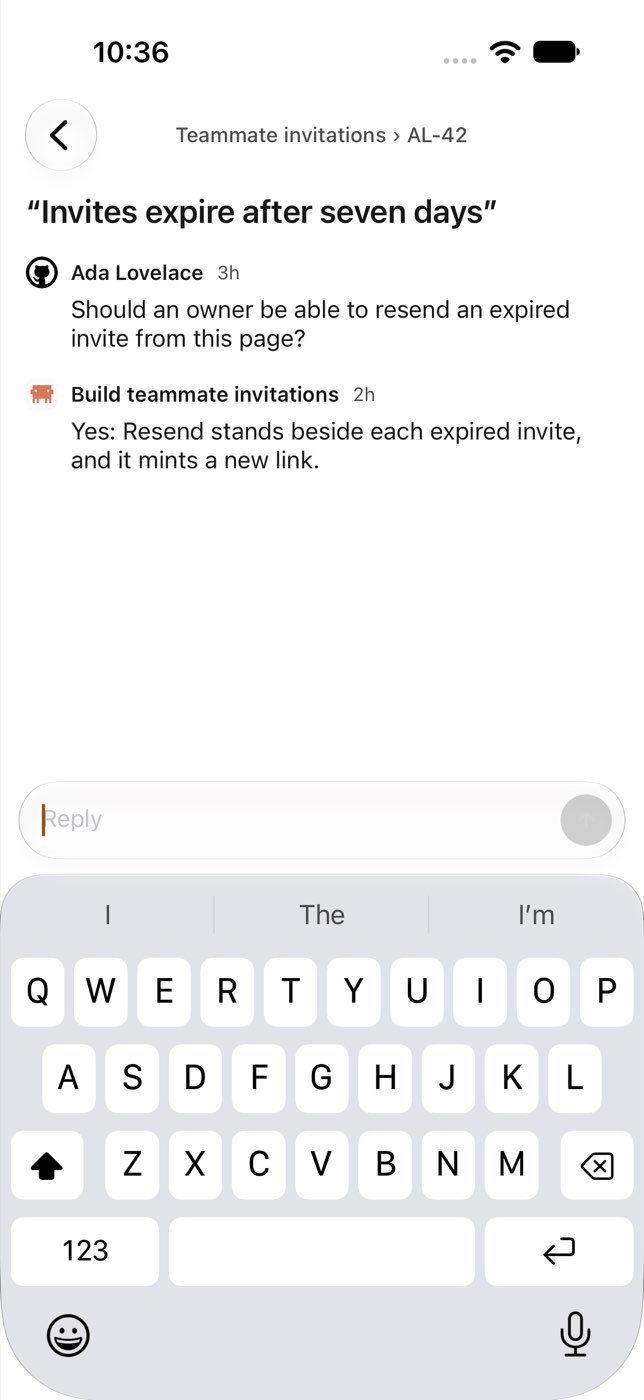 10:36
Teammate invitations › AL-42
“Invites expire after seven days”
Ada Lovelace 3h
Should an owner be able to resend an expired
invite from this page?
Build teammate invitations 2h
Yes: Resend stands beside each expired invite,
and it mints a new link.
Reply
I The I’m
Q W E R T Y U I O P
A S D F G H J K L
Z X C V B N M
123